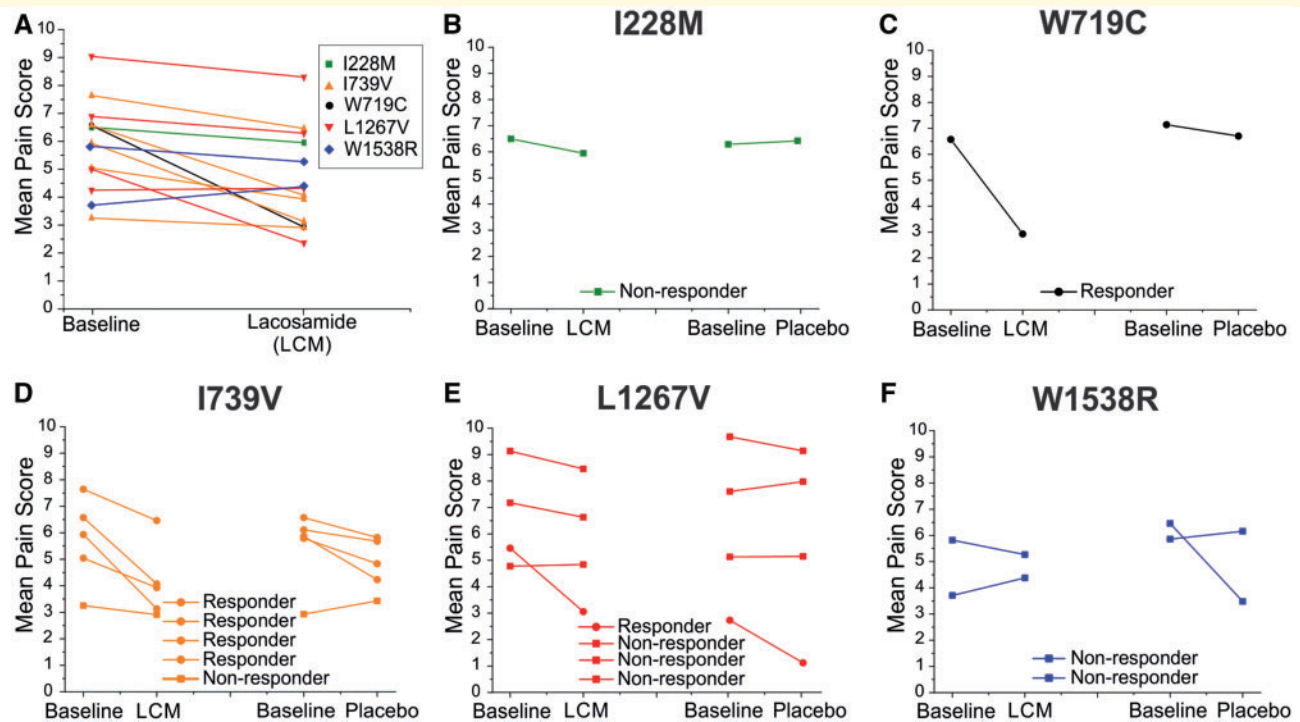 A
Mean Pain Score
10
9
8
7
6
5
4
3
2
1
0
Baseline
Lacosamide
(LCM)
I228M
I739V
W719C
L1267V
W1538R
B
I228M
Mean Pain Score
10
9
8
7
6
5
4
3
2
1
0
Non-responder
Baseline LCM Baseline Placebo
C
W719C
Mean Pain Score
10
9
8
7
6
5
4
3
2
1
0
Responder
Baseline LCM Baseline Placebo
D
I739V
Mean Pain Score
10
9
8
7
6
5
4
3
2
1
0
Responder
Responder
Responder
Responder
Non-responder
Baseline LCM Baseline Placebo
E
L1267V
Mean Pain Score
10
9
8
7
6
5
4
3
2
1
0
Responder
Non-responder
Non-responder
Non-responder
Baseline LCM Baseline Placebo
F
W1538R
Mean Pain Score
10
9
8
7
6
5
4
3
2
1
0
Non-responder
Non-responder
Baseline LCM Baseline Placebo